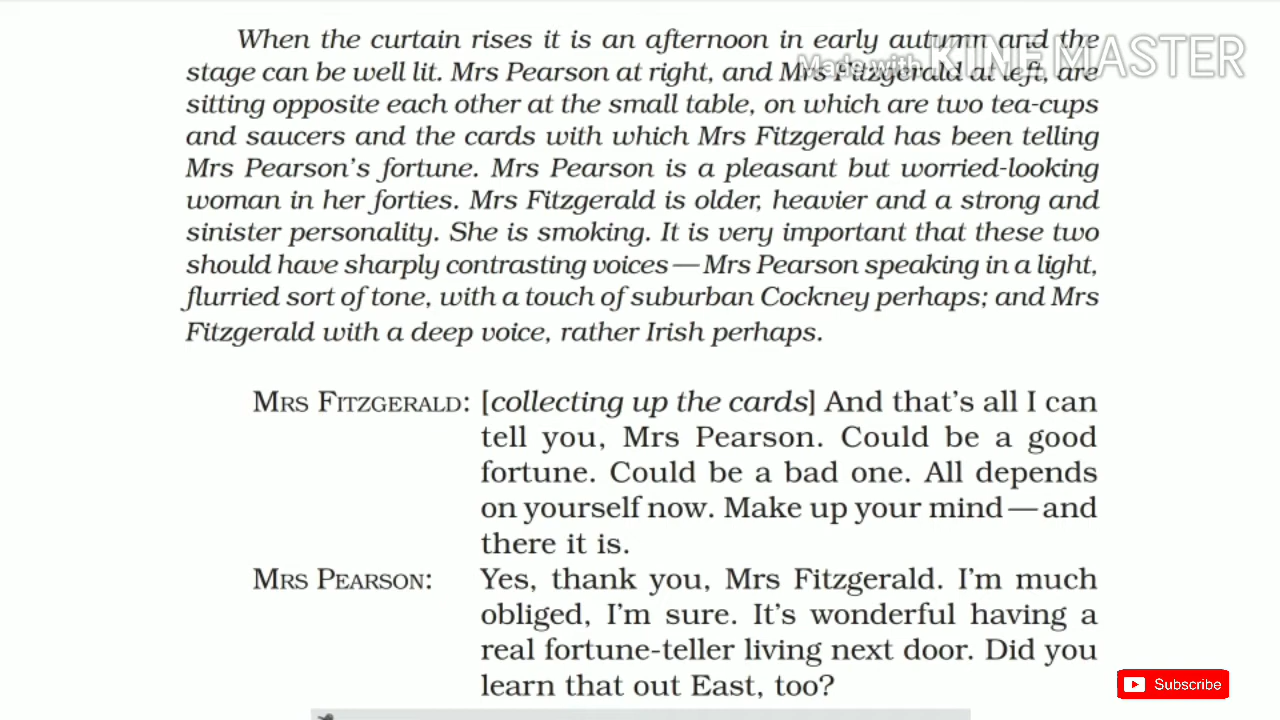 When the curtain rises it is an afternoon in early autumn and the
stage can be well lit. Mrs Pearson at right, and Mrs Fitzgerald at left, are
Made with KINEMASTER
sitting opposite each other at the small table, on which are two tea-cups
and saucers and the cards with which Mrs Fitzgerald has been telling
Mrs Pearson's fortune. Mrs Pearson is a pleasant but worried-looking
woman in her forties. Mrs Fitzgerald is older, heavier and a strong and
sinister personality. She is smoking. It is very important that these two
should have sharply contrasting voices—Mrs Pearson speaking in a light,
flurried sort of tone, with a touch of suburban Cockney perhaps; and Mrs
Fitzgerald with a deep voice, rather Irish perhaps.
MRS FITZGERALD: [collecting up the cards] And that's all I can
tell you, Mrs Pearson. Could be a good
fortune. Could be a bad one. All depends
on yourself now. Make up your mind—and
there it is.
MRS PEARSON: Yes, thank you, Mrs Fitzgerald. I'm much
obliged, I'm sure. It's wonderful having a
real fortune-teller living next door. Did you
learn that out East, too?
Subscribe